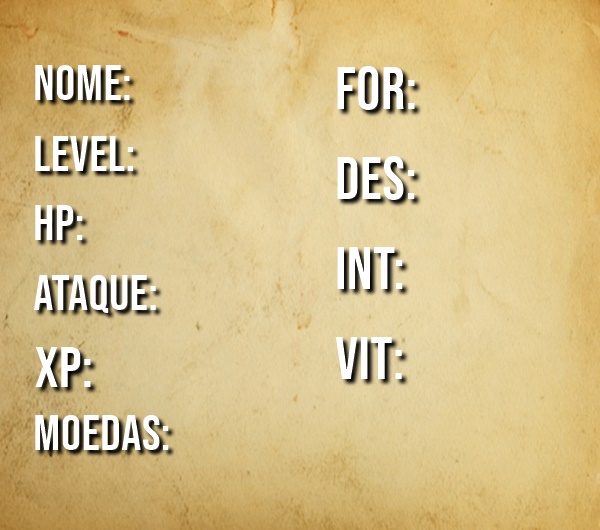 NOME:
LEVEL:
HP:
ATAQUE:
XP:
MOEDAS:
FOR:
DES:
INT:
VIT: